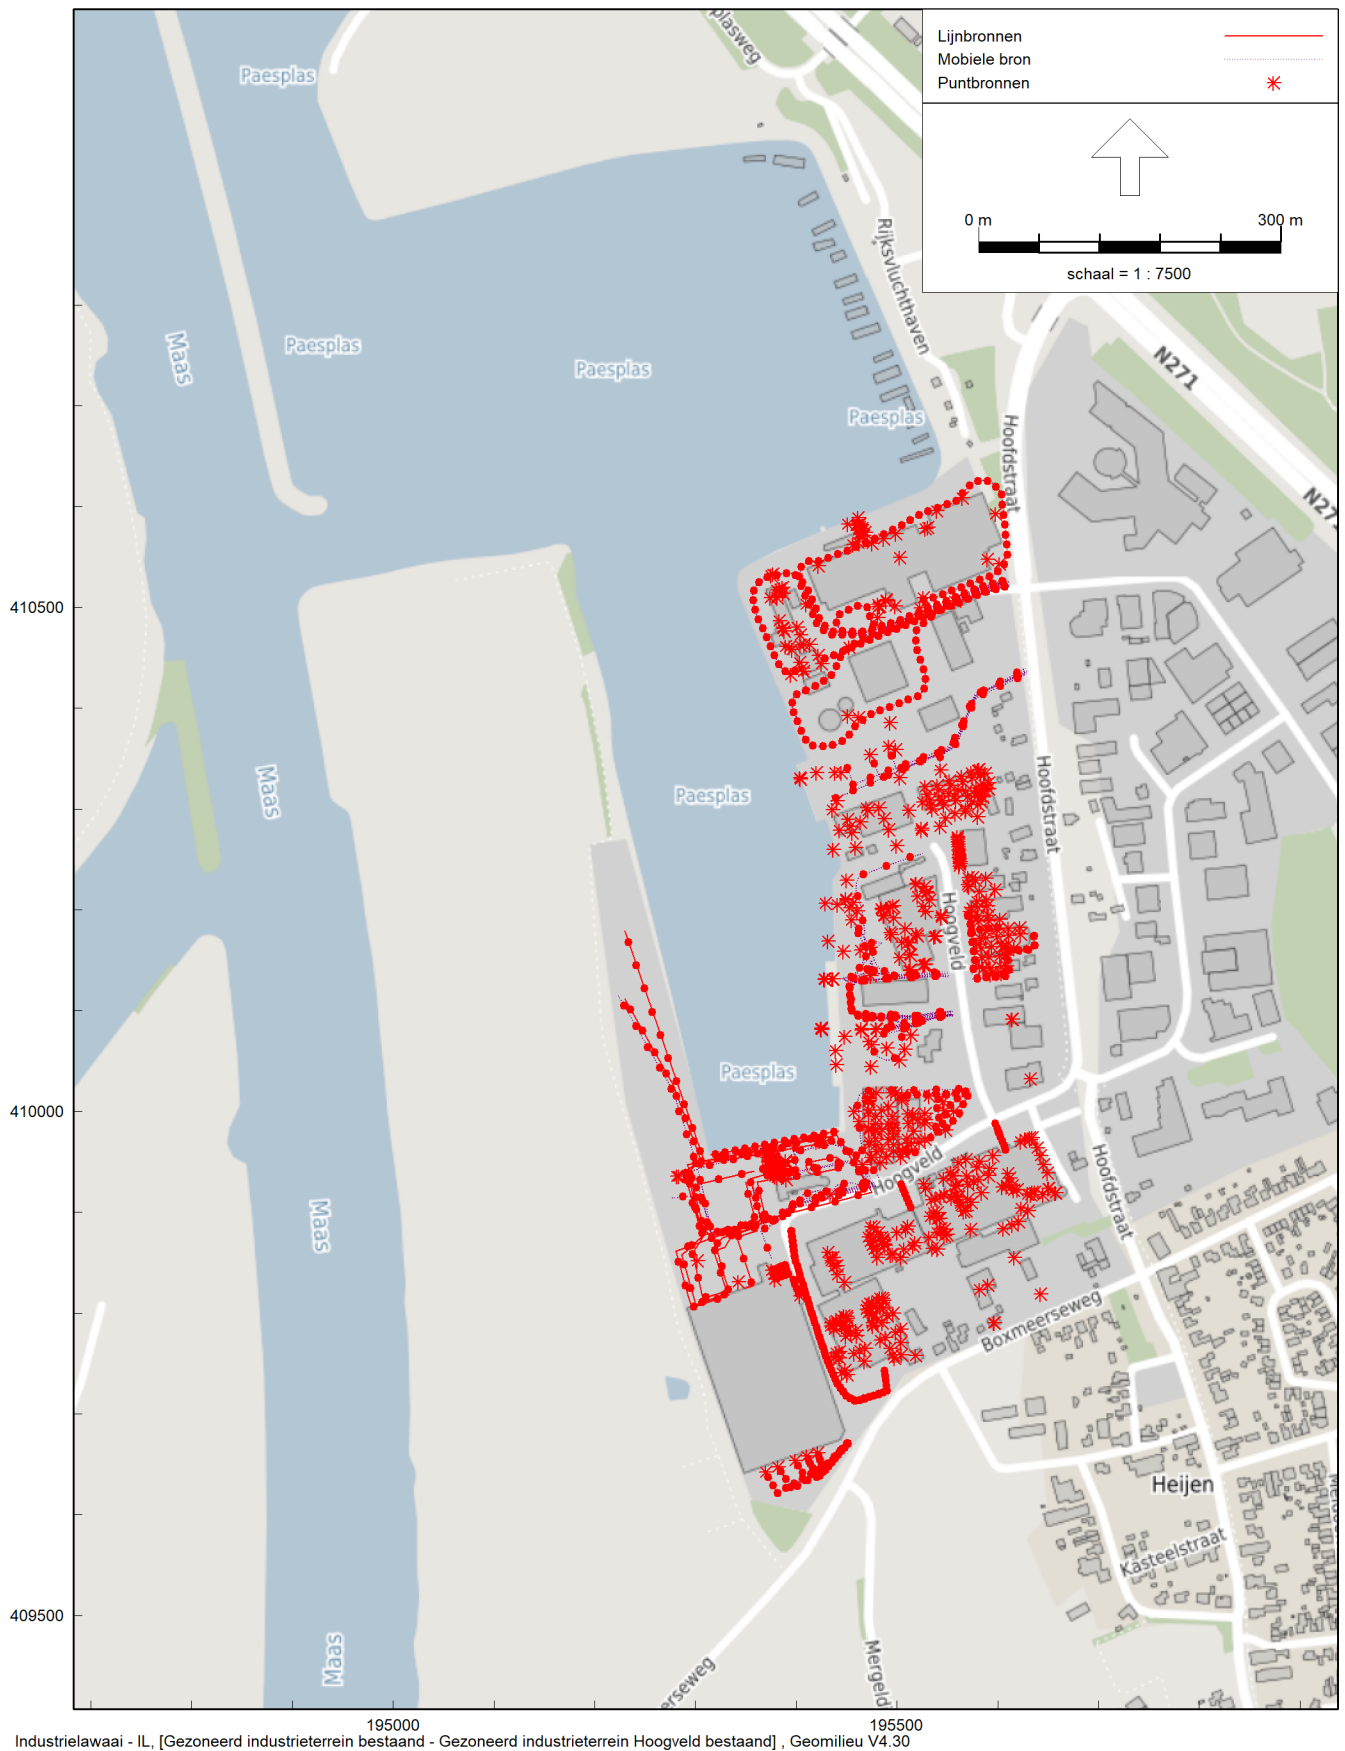 Lijnbronnen
Mobiele bron
Puntbronnen
0 m 300 m
schaal = 1 : 7500
plasweg
Paesplas
Rijksvluchthaven
Maas
Paesplas
Paesplas
Paesplas
N271
Hoofdstraat
410500
Maas
Paesplas
Hoofdstraat
Hoogveld
Paesplas
410000
Hoogveld
Hoofdstraat
Maas
Boxmeerseweg
Heijen
Kasteelstraat
409500
Maas
erseweg
Mergeld
195000 195500
Industrielawaai - IL, [Gezoneerd industrieterrein bestaand - Gezoneerd industrieterrein Hoogveld bestaand] , Geomilieu V4.30